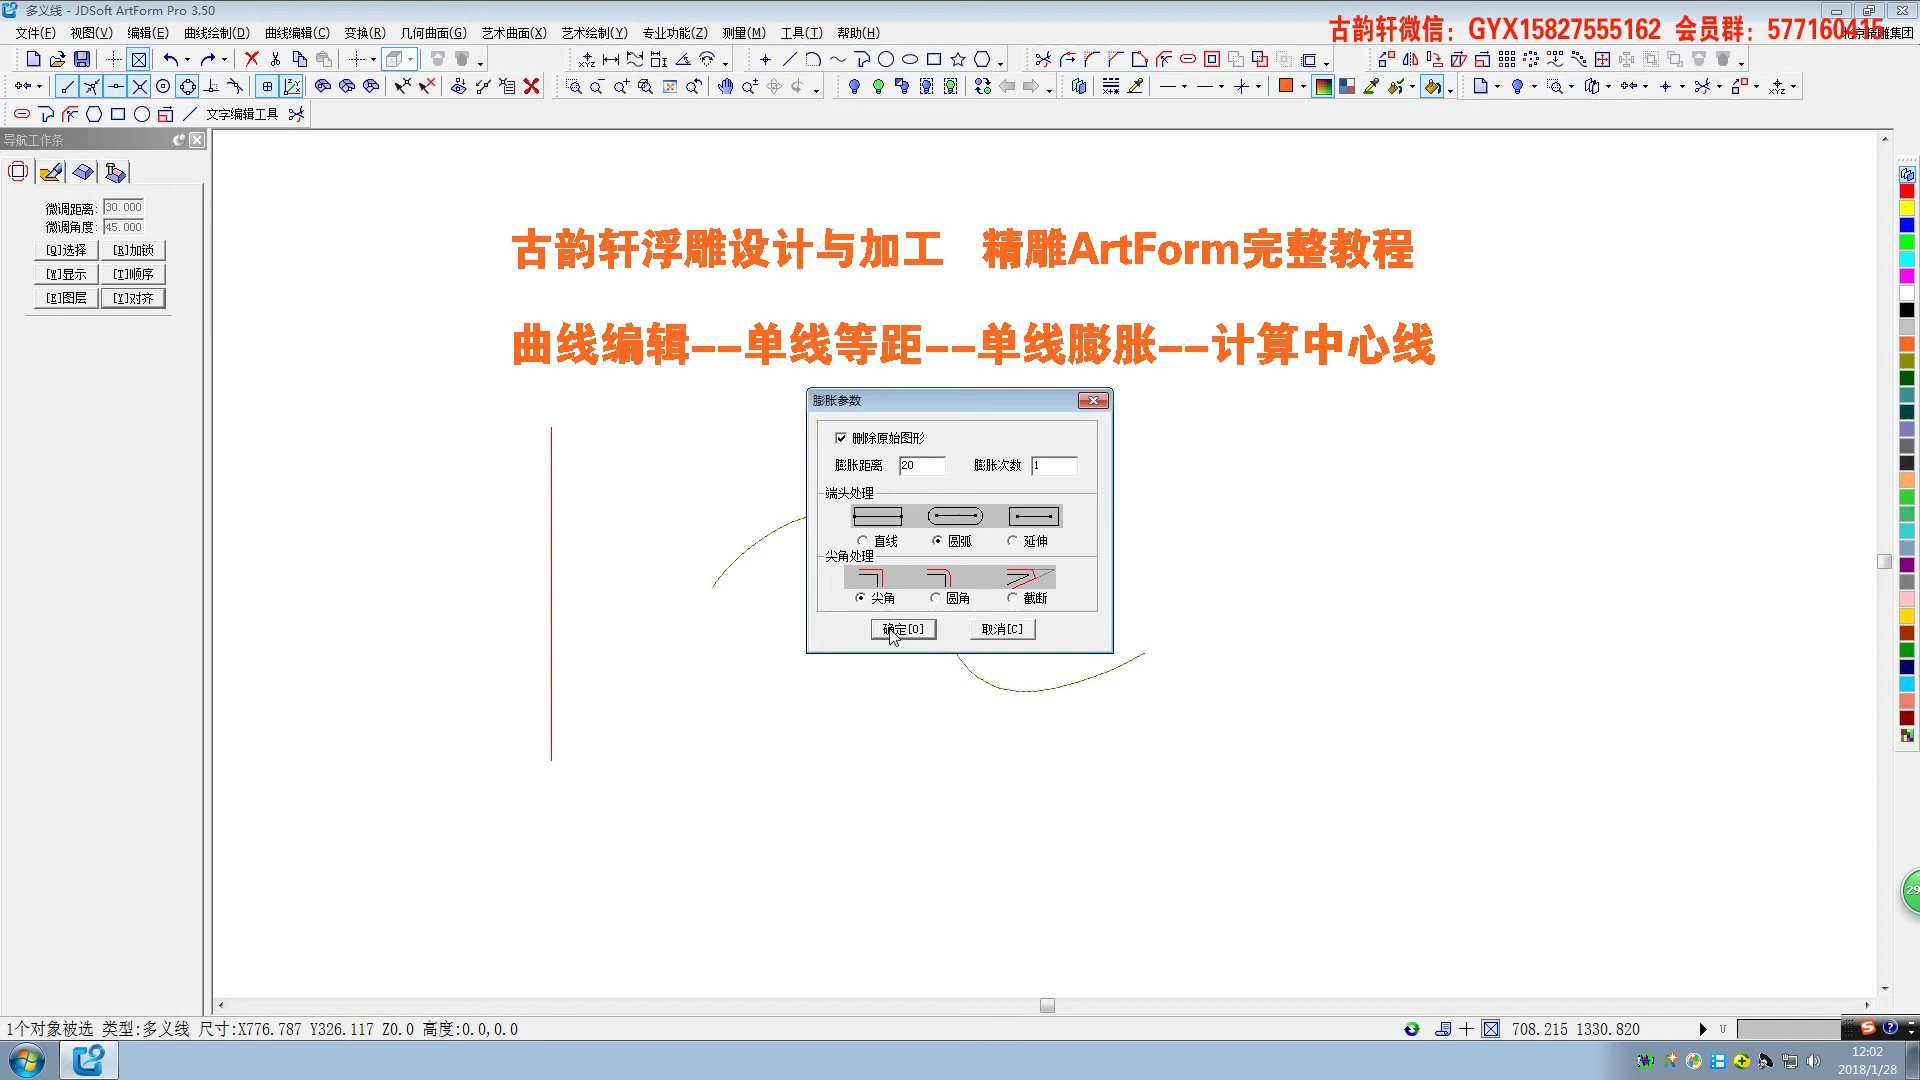 多义线 - JDSoft ArtForm Pro 3.50
古韵轩微信：GYX15827555162 会员群：577160415
文件(F) 视图(V) 编辑(E) 曲线绘制(D) 曲线编辑(C) 变换(R) 几何曲面(G) 艺术曲面(X) 艺术绘制(Y) 专业功能(Z) 测量(M) 工具(T) 帮助(H)
文字编辑工具
导航工作条
微调距离: 30.000
微调角度: 45.000
[Q]选择 [R]加锁
[W]显示 [T]顺序
[E]图层 [Y]对齐
古韵轩浮雕设计与加工 精雕ArtForm完整教程
曲线编辑--单线等距--单线膨胀--计算中心线
膨胀参数
删除原始图形
膨胀距离 20 膨胀次数 1
端头处理
直线 圆弧 延伸
尖角处理
尖角 圆角 截断
确定[O] 取消[C]
29
1个对象被选 类型:多义线 尺寸:X776.787 Y326.117 Z0.0 高度:0.0,0.0
708.215 1330.820
12:02
2018/1/28